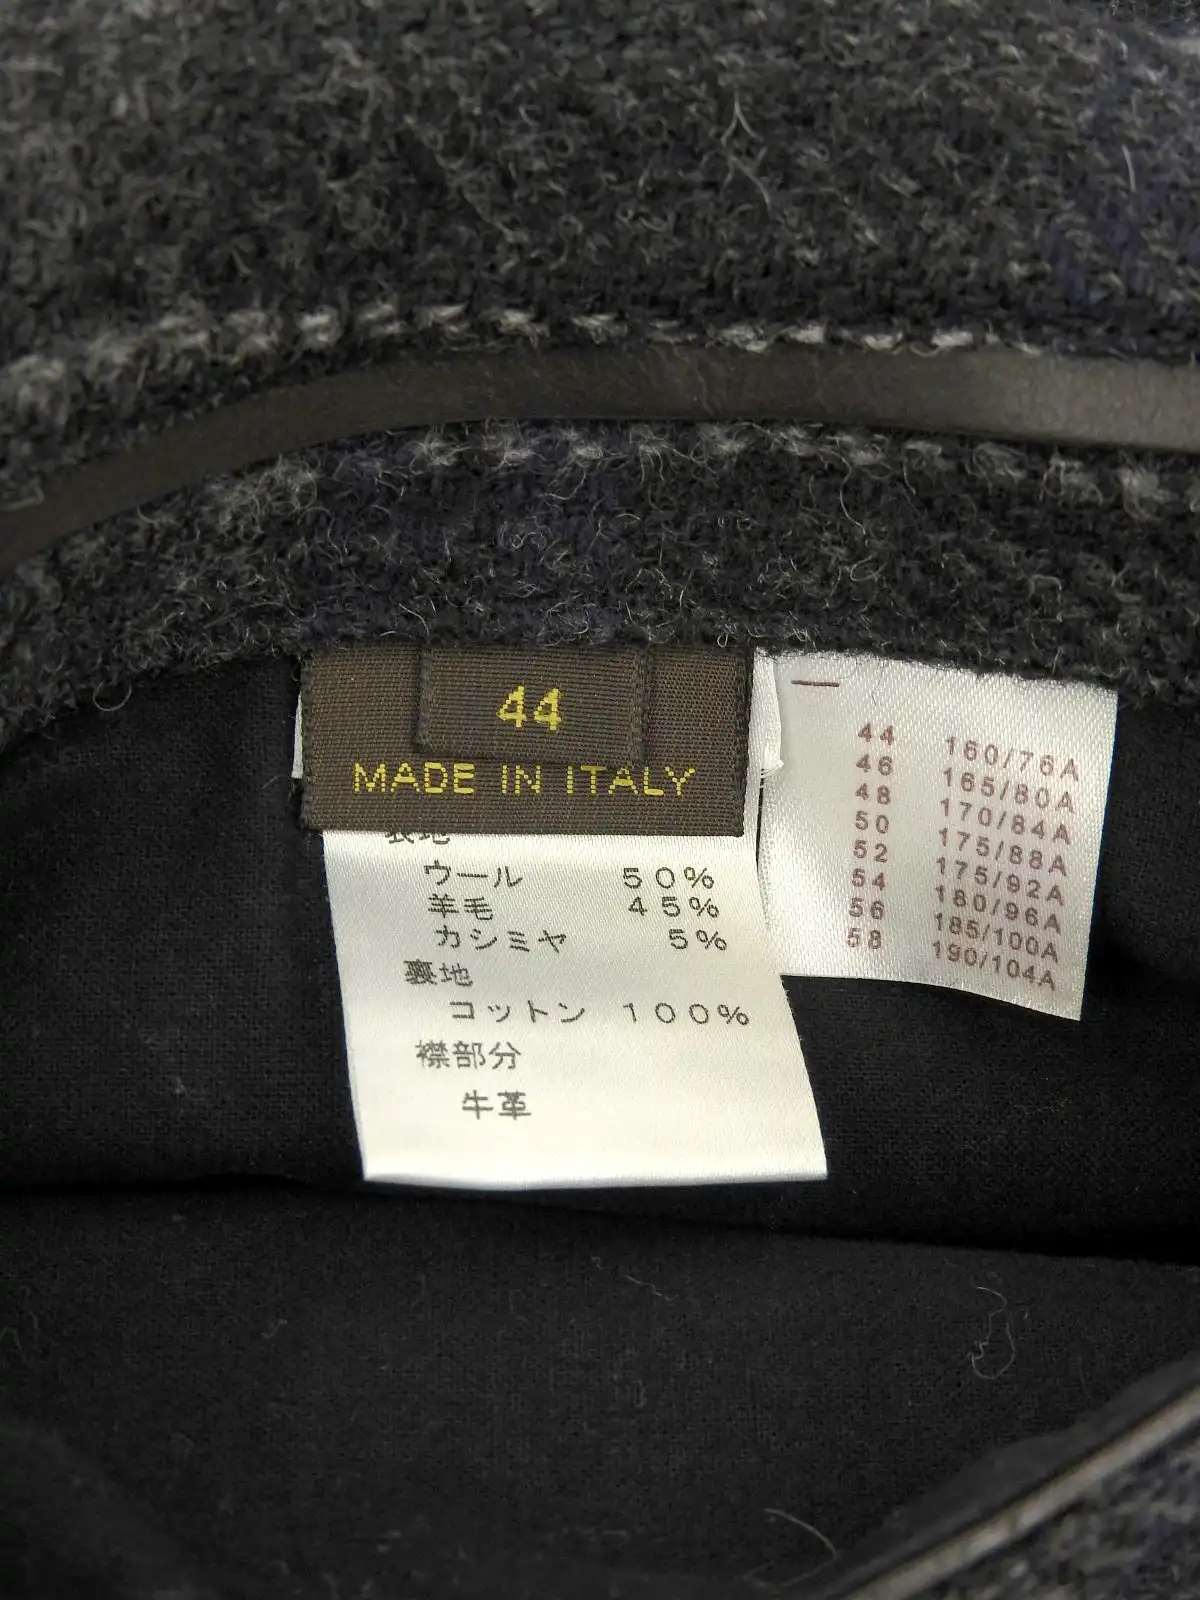 44
MADE IN ITALY
表地
ウール 50%
羊毛 45%
カシミヤ 5%
裏地
コットン 100%
襟部分
牛革
44 160/76A
46 165/80A
48 170/84A
50 175/88A
52 175/92A
54 180/96A
56 185/100A
58 190/104A